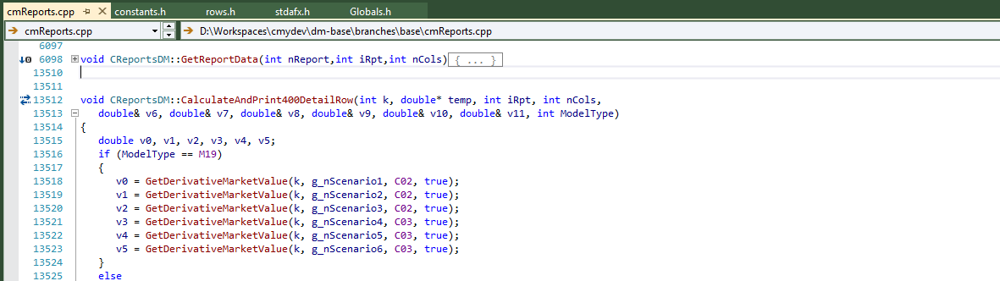 cmReports.cpp constants.h rows.h stdafx.h Globals.h
cmReports.cpp D:\Workspaces\cmydev\dm-base\branches\base\cmReports.cpp
6097
6098 void CReportsDM::GetReportData(int nReport,int iRpt,int nCols){ ... }
13510
13511
13512 void CReportsDM::CalculateAndPrint400DetailRow(int k, double* temp, int iRpt, int nCols,
13513 double& v6, double& v7, double& v8, double& v9, double& v10, double& v11, int ModelType)
13514 {
13515 double v0, v1, v2, v3, v4, v5;
13516 if (ModelType == M19)
13517 {
13518 v0 = GetDerivativeMarketValue(k, g_nScenario1, C02, true);
13519 v1 = GetDerivativeMarketValue(k, g_nScenario2, C02, true);
13520 v2 = GetDerivativeMarketValue(k, g_nScenario3, C02, true);
13521 v3 = GetDerivativeMarketValue(k, g_nScenario4, C03, true);
13522 v4 = GetDerivativeMarketValue(k, g_nScenario5, C03, true);
13523 v5 = GetDerivativeMarketValue(k, g_nScenario6, C03, true);
13524 }
13525 else